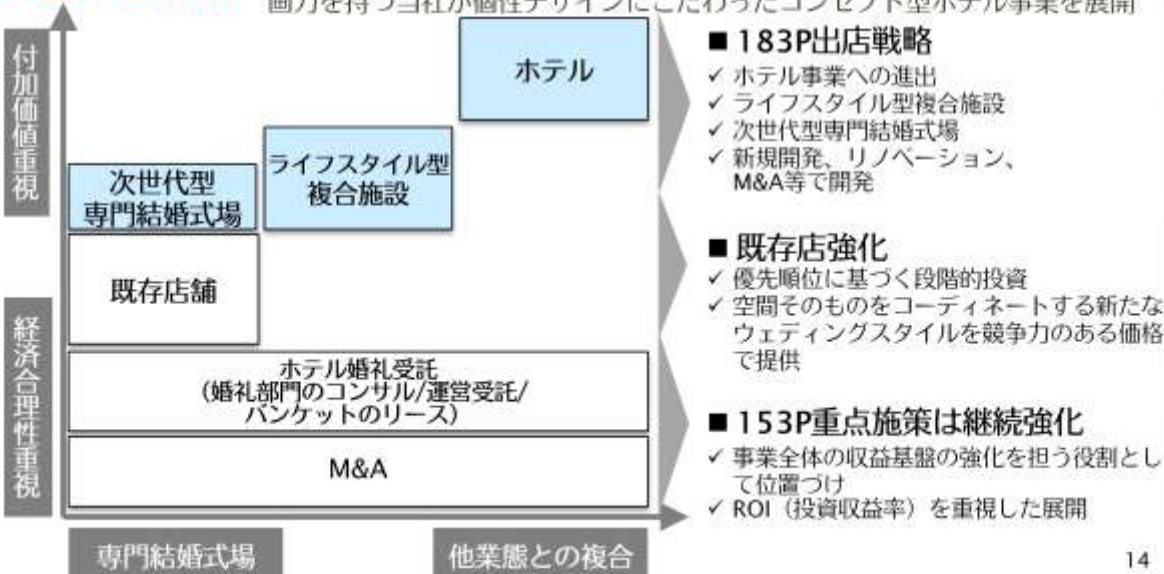 画力を持つ当社が個性デザインにこだわったコンセプト型ホテル事業を展開
付加価値重視
経済合理性重視
ホテル
ライフスタイル型
複合施設
次世代型
専門結婚式場
既存店舗
ホテル婚礼受託
(婚礼部門のコンサル/運営受託/
バンケットのリース)
M&A
専門結婚式場
他業態との複合
■ 183P出店戦略
✓ ホテル事業への進出
✓ ライフスタイル型複合施設
✓ 次世代型専門結婚式場
✓ 新規開発、リノベーション、
M&A等で開発
■ 既存店強化
✓ 優先順位に基づく段階的投資
✓ 空間そのものをコーディネートする新たな
ウェディングスタイルを競争力のある価格
で提供
■ 153P重点施策は継続強化
✓ 事業全体の収益基盤の強化を担う役割とし
て位置づけ
✓ ROI（投資収益率）を重視した展開
14